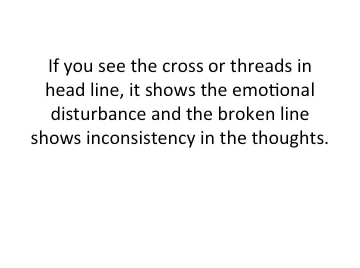 If you see the cross or threads in
head line, it shows the emotional
disturbance and the broken line
shows inconsistency in the thoughts.